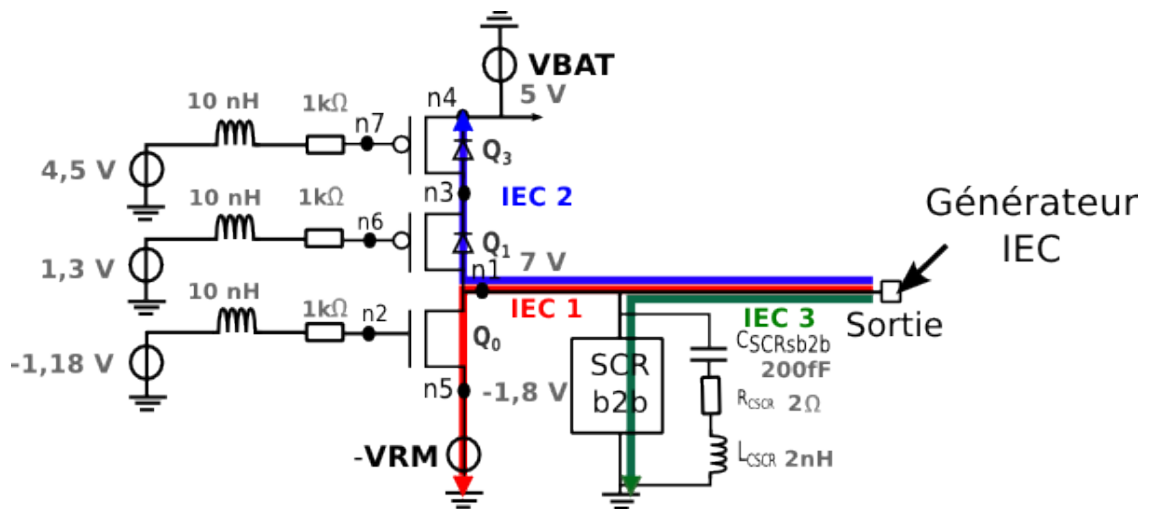 VBAT
5 V
10 nH
1kΩ
n7
n4
Q3
4,5 V
n3
IEC 2
10 nH
1kΩ
n6
Q1
1,3 V
n1
7 V
Générateur
IEC
10 nH
1kΩ
n2
Q0
IEC 1
IEC 3
Sortie
-1,18 V
n5
-1,8 V
SCR
b2b
CSCRsb2b
200fF
RCSCR 2Ω
LCSCR 2nH
-VRM